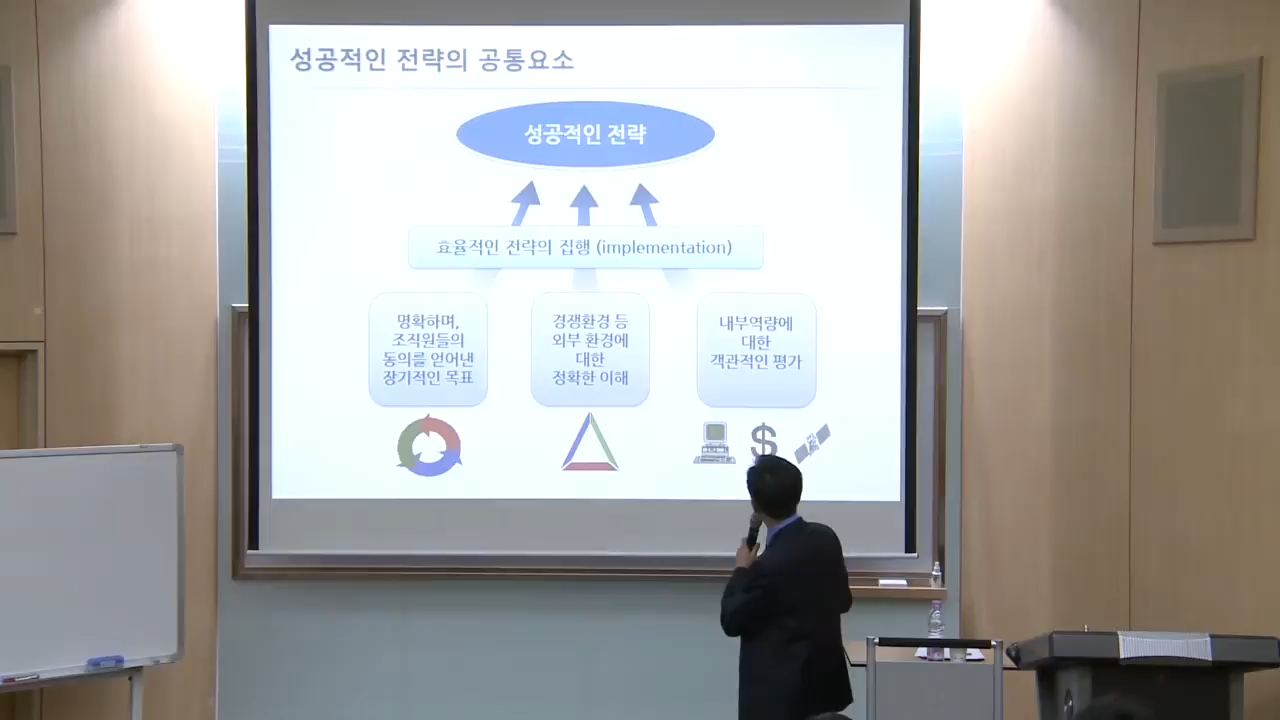 성공적인 전략의 공통요소
성공적인 전략
효율적인 전략의 집행 (implementation)
명확하며,
조직원들의
동의를 얻어낸
장기적인 목표
경쟁환경 등
외부 환경에
대한
정확한 이해
내부역량에
대한
객관적인 평가
$